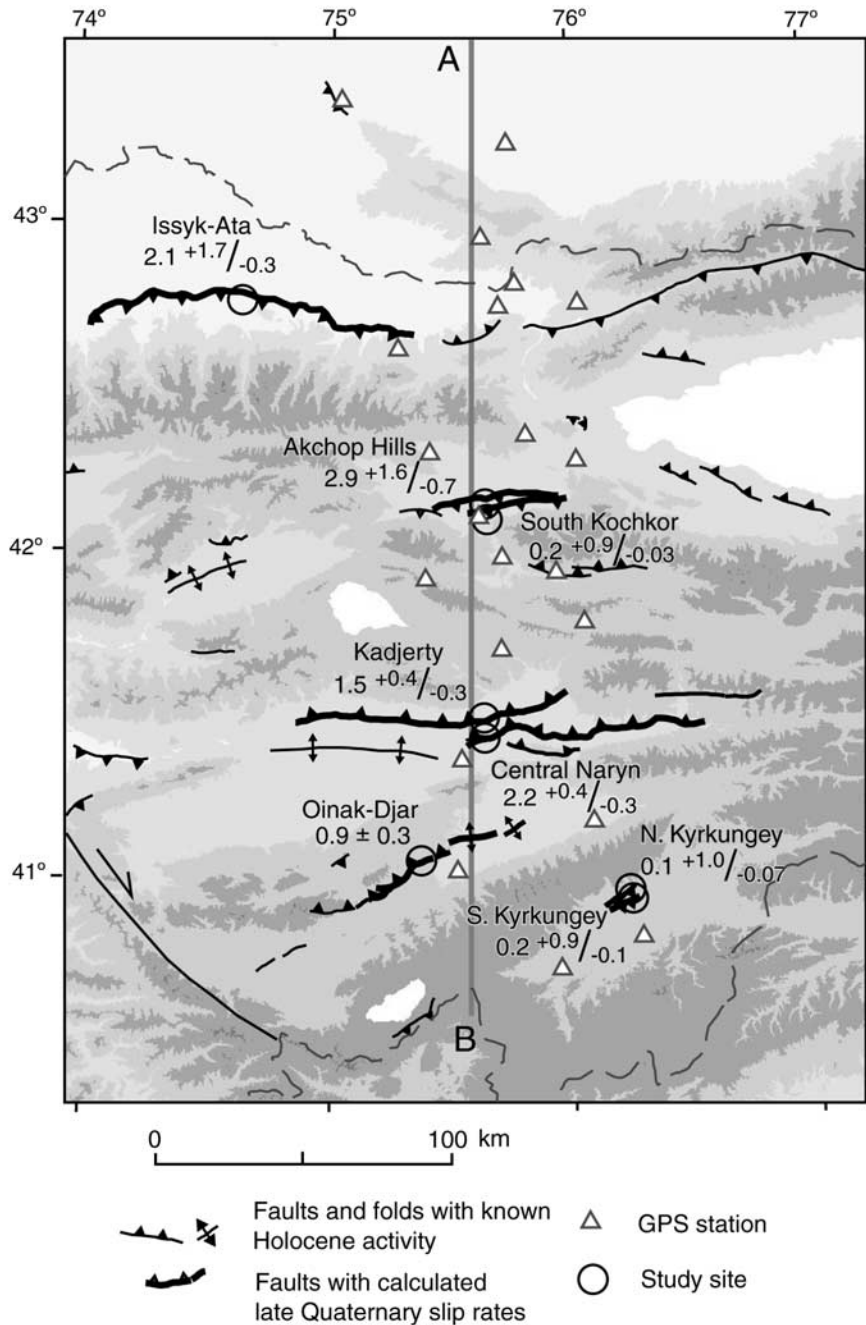 74º 75º 76º 77º
A
43º
Issyk-Ata
2.1 +1.7/-0.3
Akchop Hills
2.9 +1.6/-0.7
South Kochkor
0.2 +0.9/-0.03
42º
Kadjerty
1.5 +0.4/-0.3
Central Naryn
2.2 +0.4/-0.3
Oinak-Djar
0.9 ± 0.3
N. Kyrkungey
0.1 +1.0/-0.07
41º
S. Kyrkungey
0.2 +0.9/-0.1
B
0 100 km
Faults and folds with known
Holocene activity
GPS station
Faults with calculated
late Quaternary slip rates
Study site